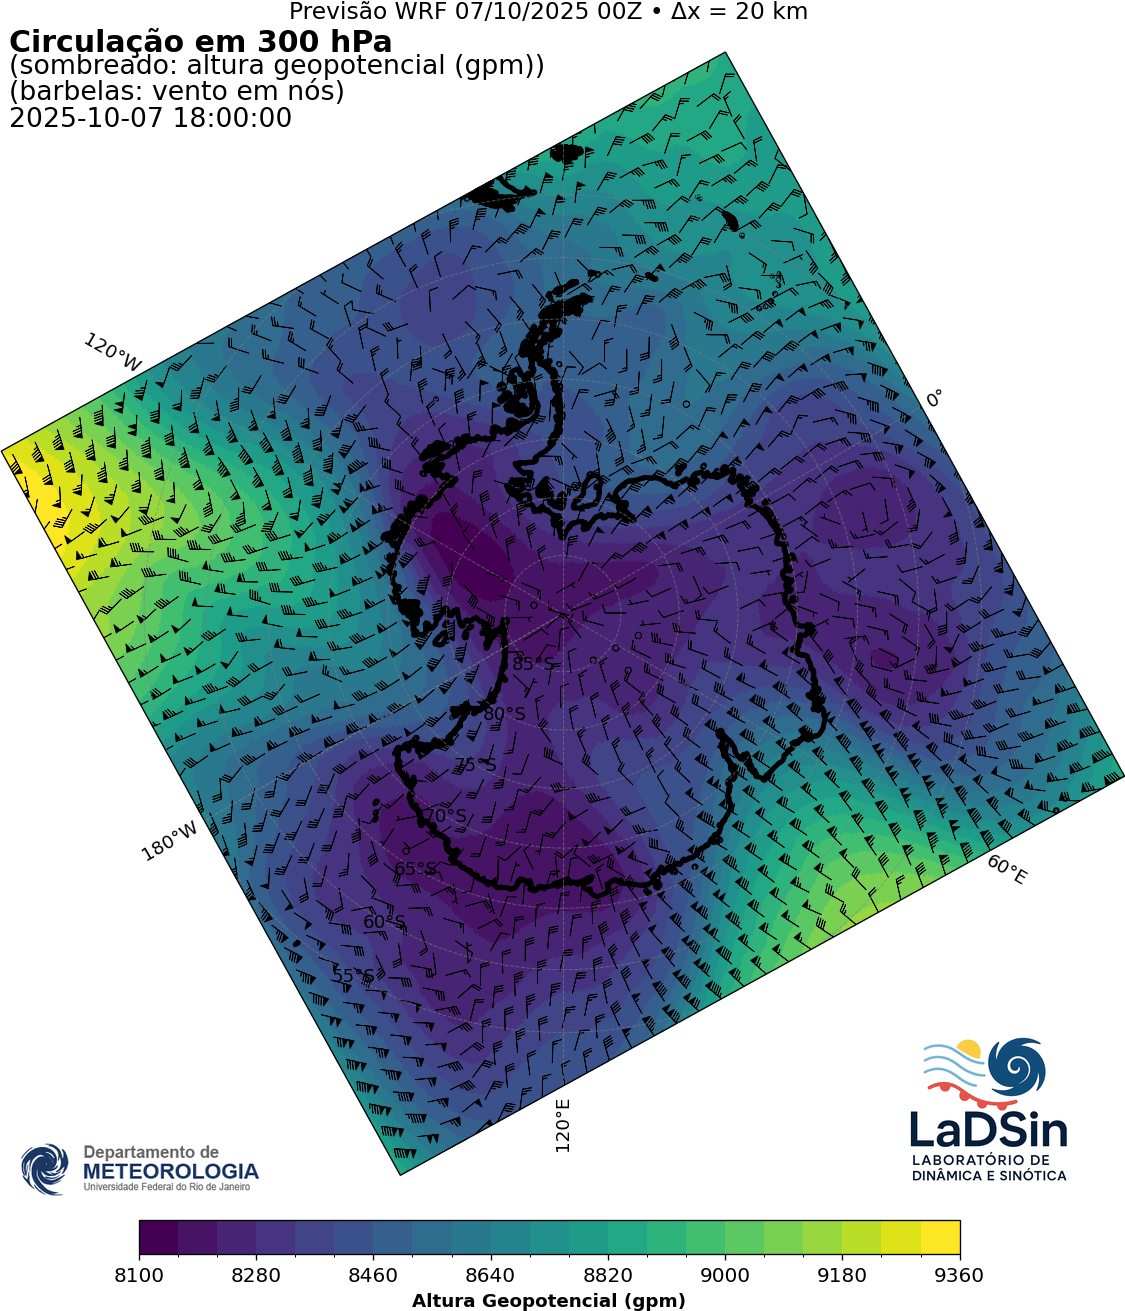 Previsão WRF 07/10/2025 00Z • Δx = 20 km
Circulação em 300 hPa
(sombreado: altura geopotencial (gpm))
(barbelas: vento em nós)
2025-10-07 18:00:00
120°W
0°
85°S
80°S
75°S
70°S
65°S
60°S
55°S
180°W
60°E
120°E
Departamento de
METEOROLOGIA
Universidade Federal do Rio de Janeiro
LaDSin
LABORATÓRIO DE
DINÂMICA E SINÓTICA
8100 8280 8460 8640 8820 9000 9180 9360
Altura Geopotencial (gpm)